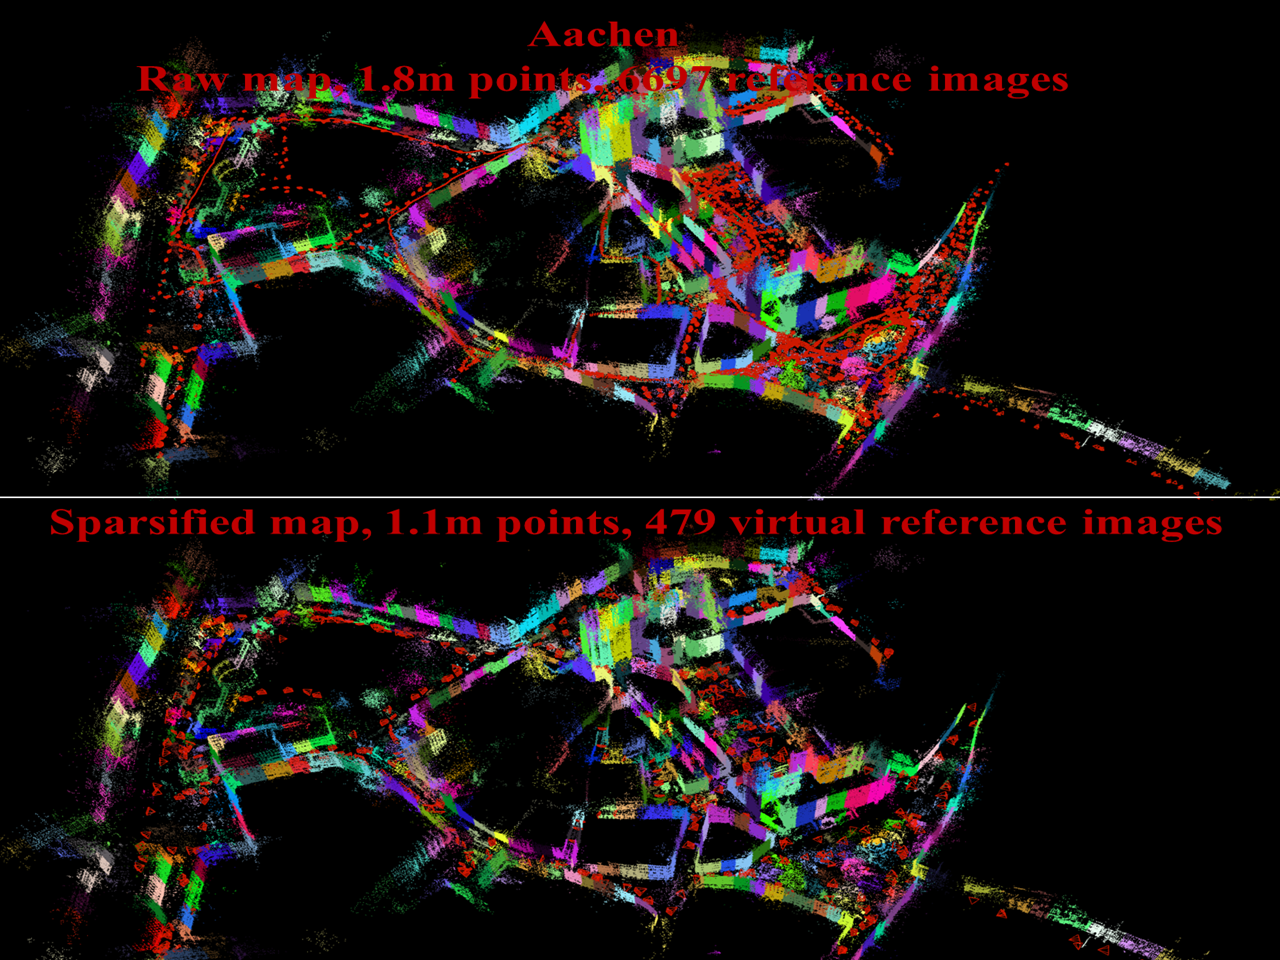 Aachen
Raw map, 1.8m points, 6697 reference images
Sparsified map, 1.1m points, 479 virtual reference images